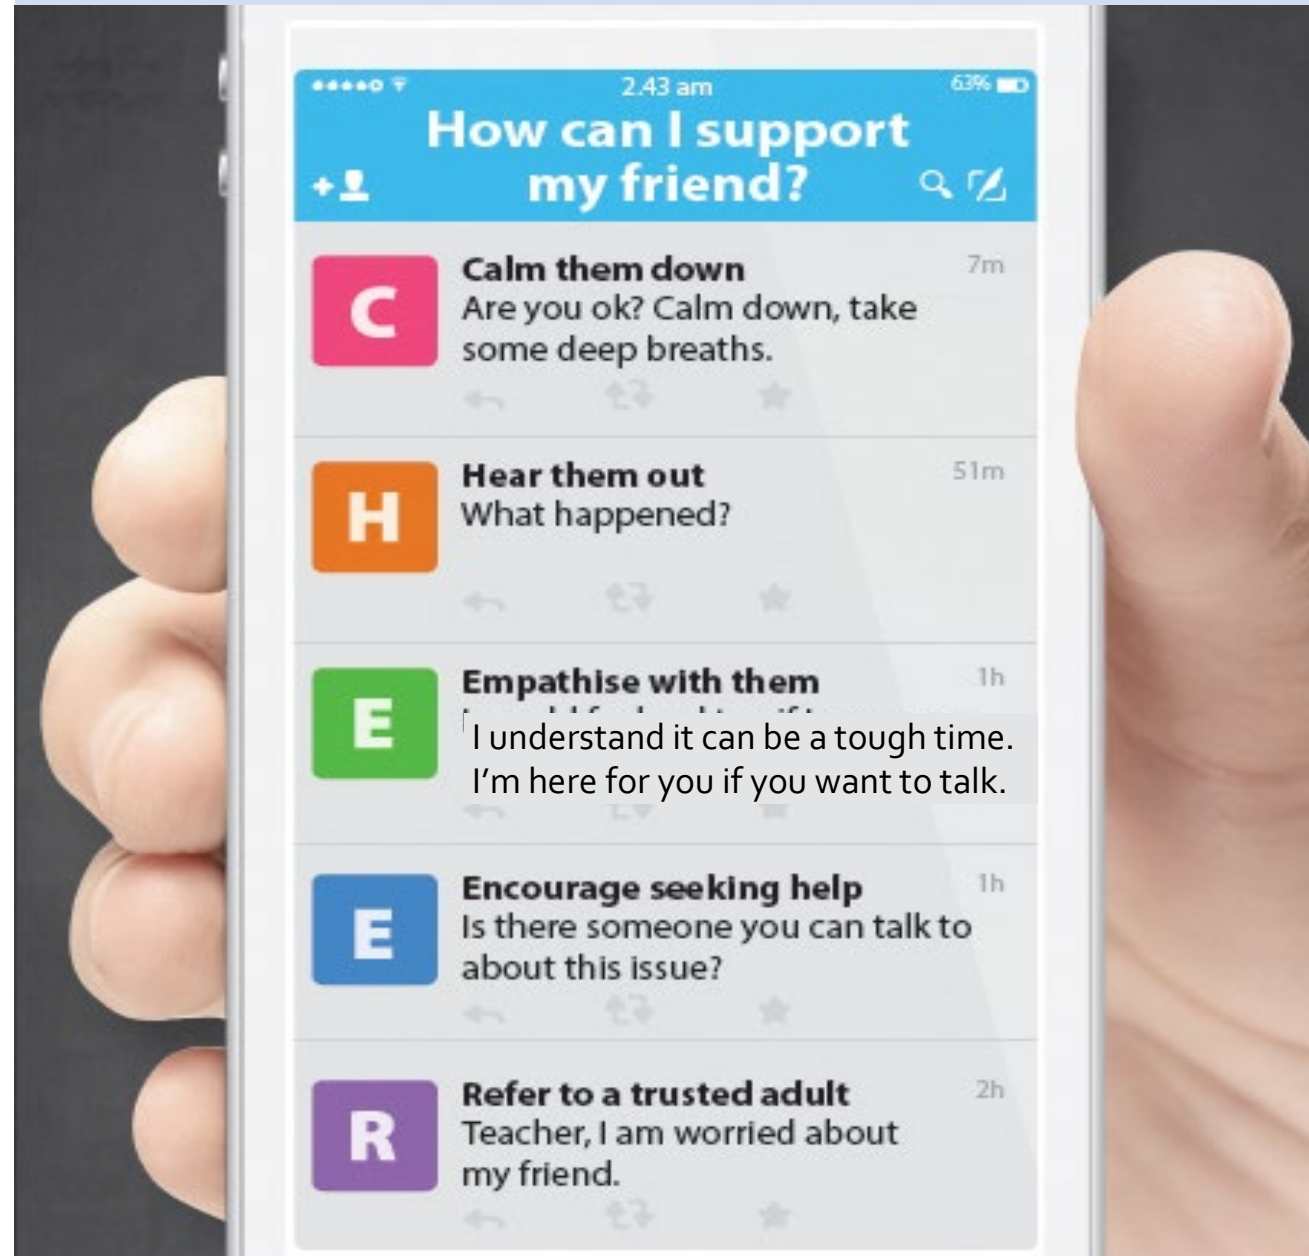 2.43 am
63%
How can I support
my friend?
C
Calm them down
7m
Are you ok? Calm down, take
some deep breaths.
H
Hear them out
51m
What happened?
E
Empathise with them
1h
I understand it can be a tough time.
I'm here for you if you want to talk.
E
Encourage seeking help
1h
Is there someone you can talk to
about this issue?
R
Refer to a trusted adult
2h
Teacher, I am worried about
my friend.